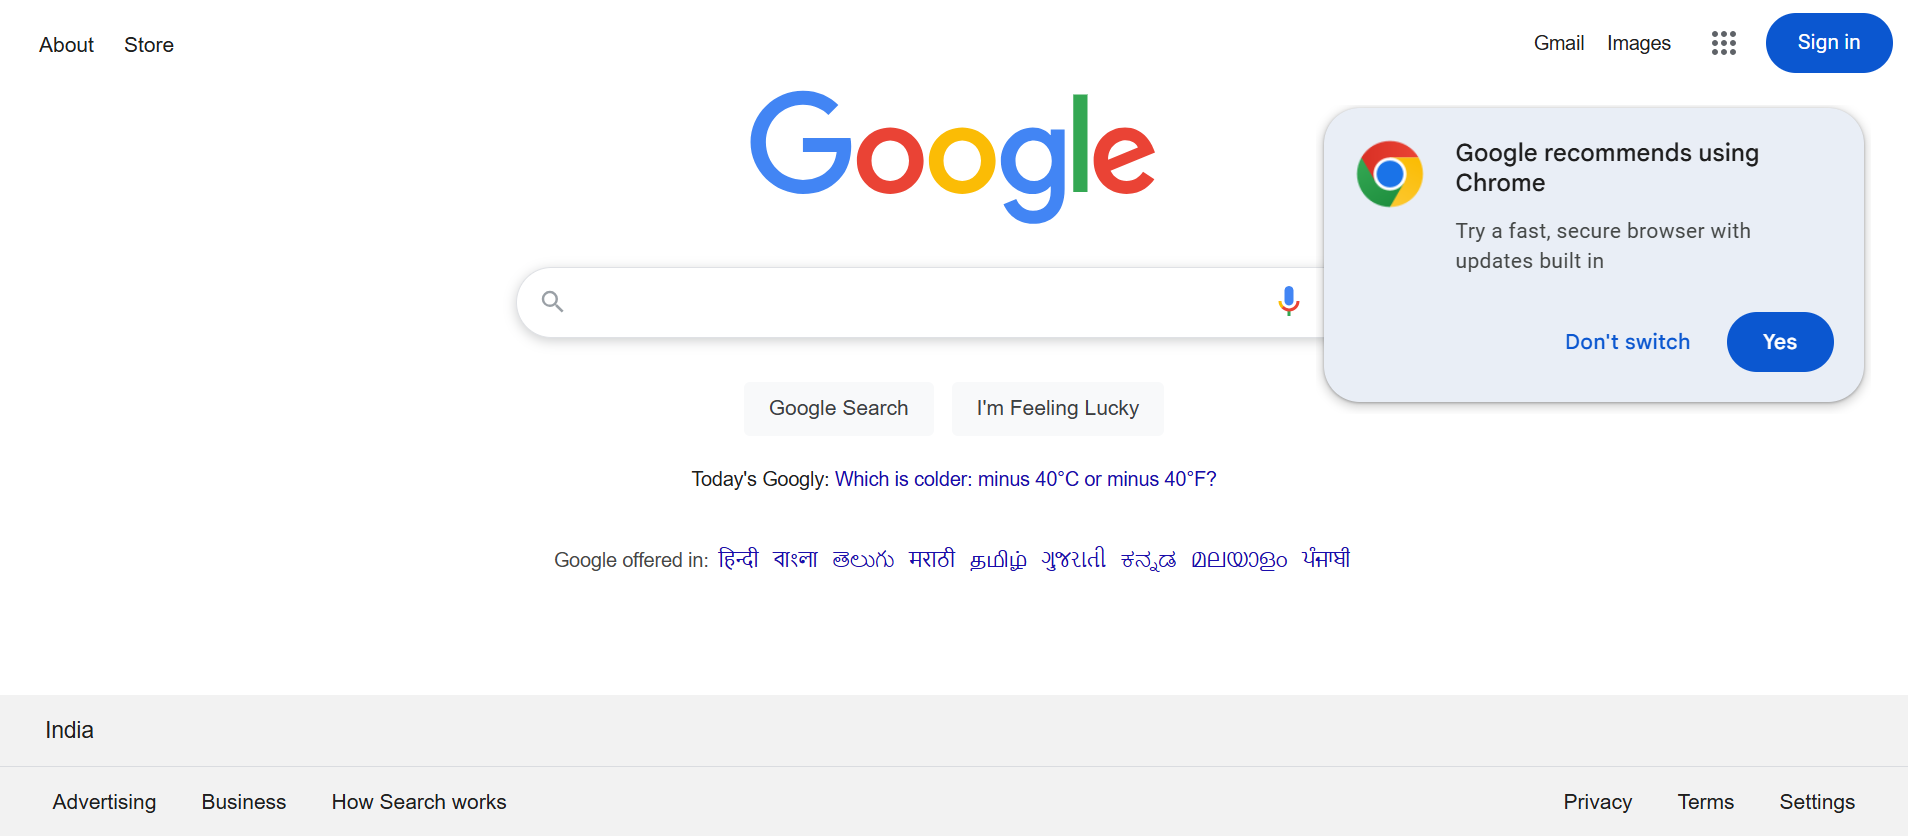 About Store
Gmail Images Sign in
Google
Google recommends using
Chrome
Try a fast, secure browser with
updates built in
Don't switch Yes
Google Search I'm Feeling Lucky
Today's Googly: Which is colder: minus 40°C or minus 40°F?
Google offered in: हिन्दी বাংলা తెలుగు मराठी தமிழ் ગુજરાતી ಕನ್ನಡ മലയാളം ਪੰਜਾਬੀ
India
Advertising Business How Search works
Privacy Terms Settings